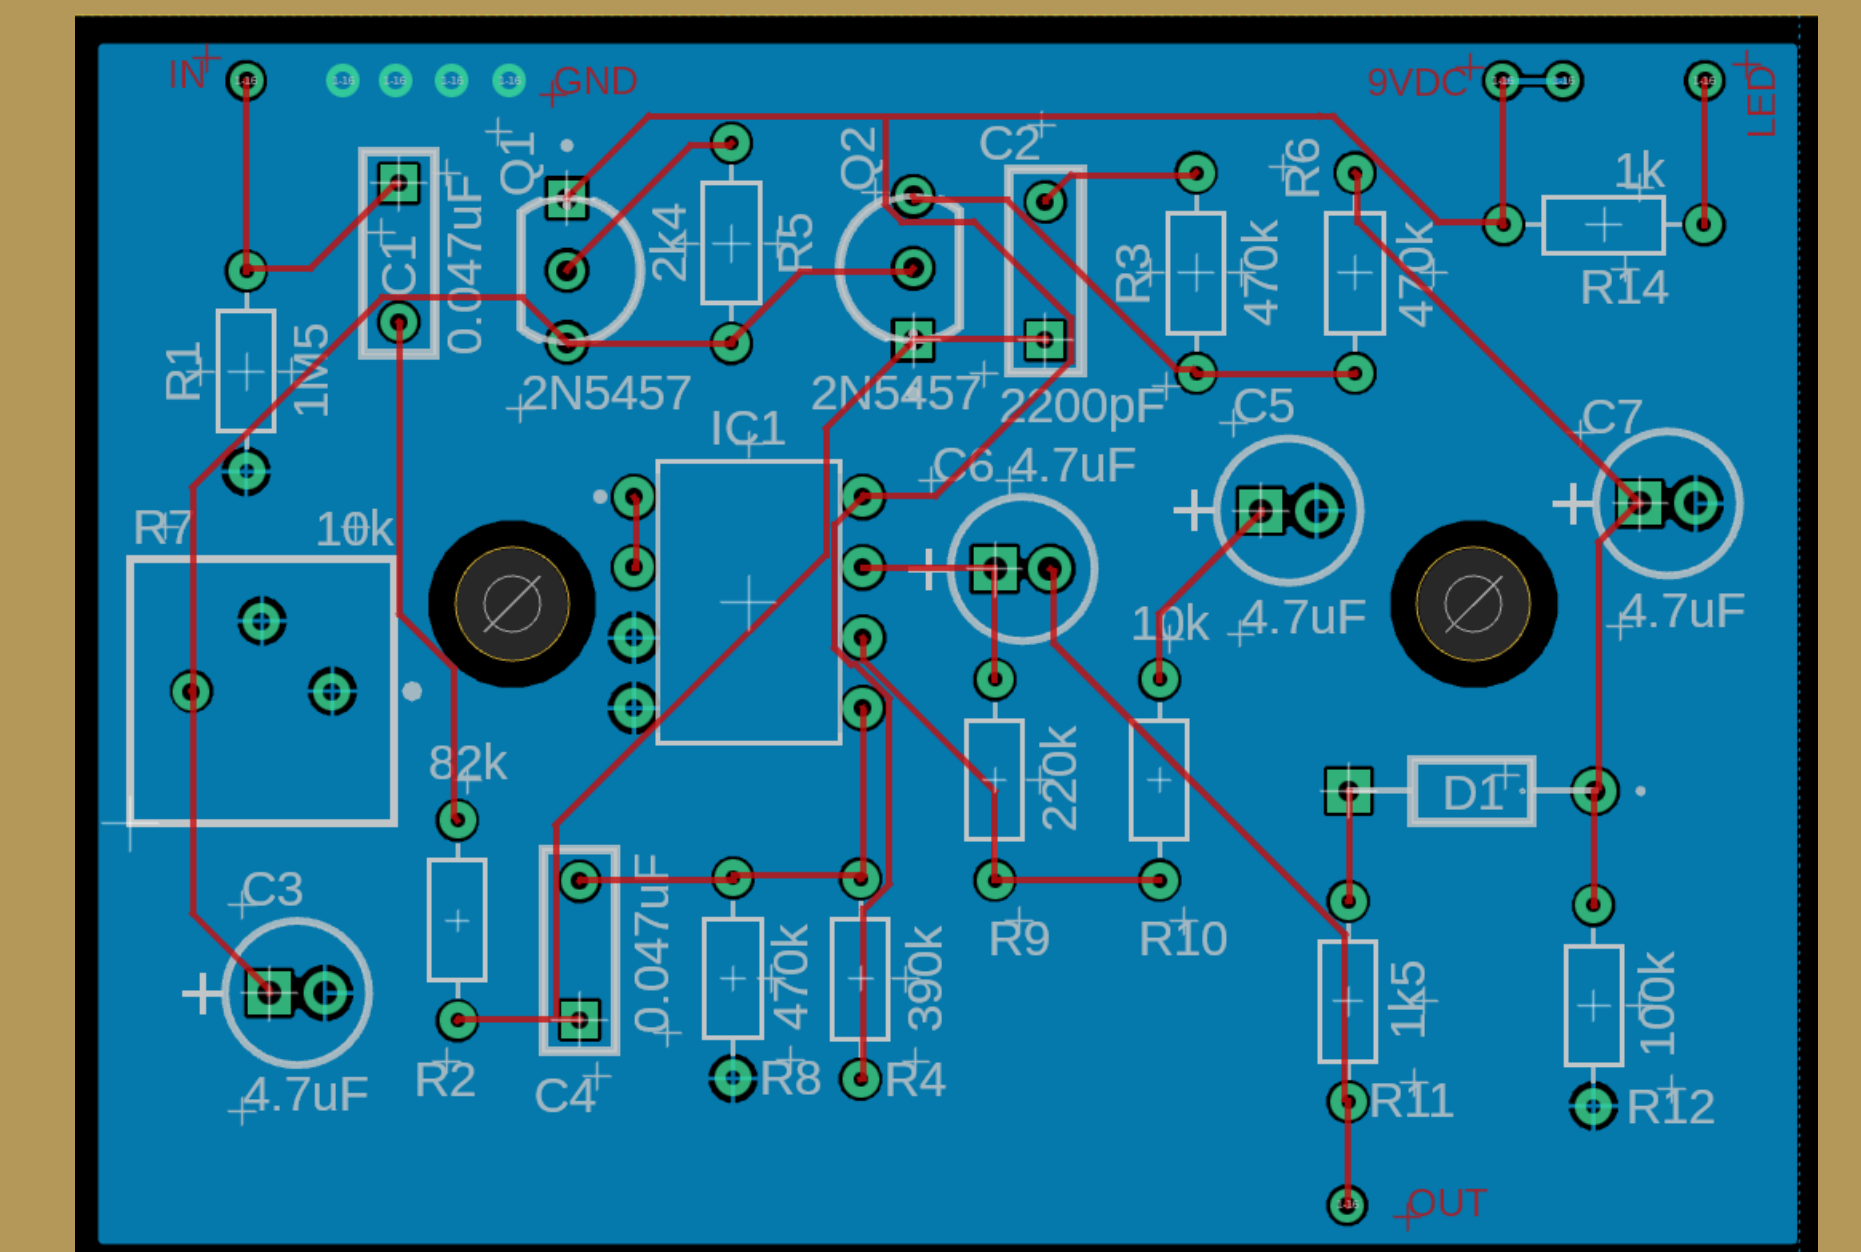 IN
GND
9VDC
LED
Q1
Q2
C2
R6
1k
C1
0.047uF
2k4
R5
R3
470k
470k
R14
R1
1M5
2N5457
2N5457
2200pF
C5
C7
IC1
C6
4.7uF
R7
10k
10k
4.7uF
4.7uF
82k
220k
D1
C3
0.047uF
470k
390k
R9
R10
1k5
100k
4.7uF
R2
C4
R8
R4
R11
R12
OUT